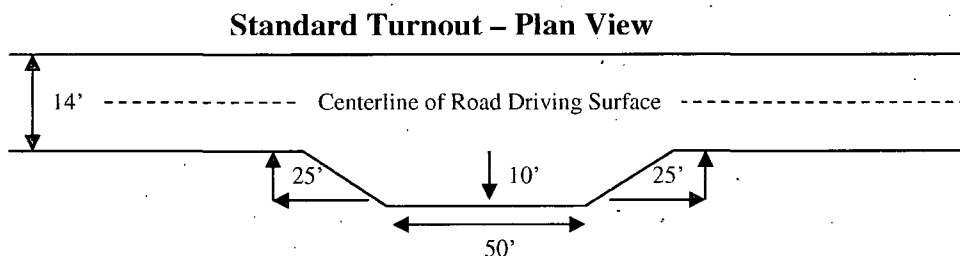 Standard Turnout – Plan View
14’
Centerline of Road Driving Surface
25’
10’
25’
50’